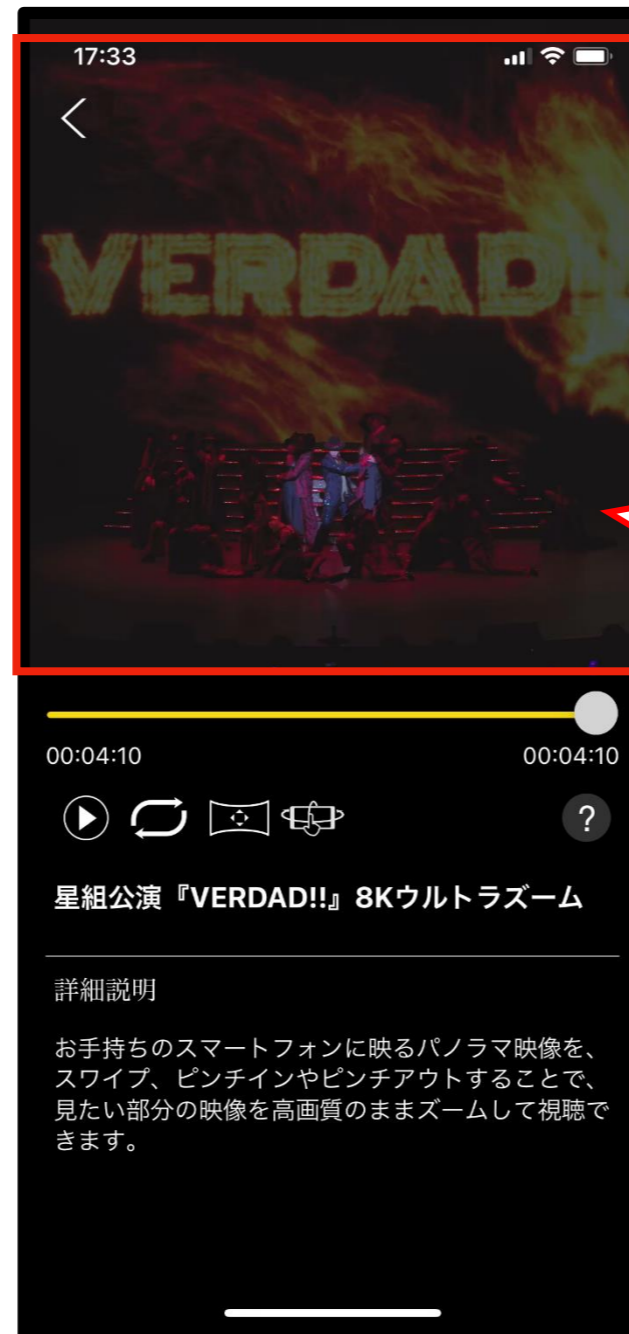 17:33
VERDAD!!
00:04:10
00:04:10
?
星組公演『VERDAD!!』8Kウルトラズーム
詳細説明
お手持ちのスマートフォンに映るパノラマ映像を、
スワイプ、ピンチインやピンチアウトすることで、
見たい部分の映像を高画質のままズームして視聴で
きます。